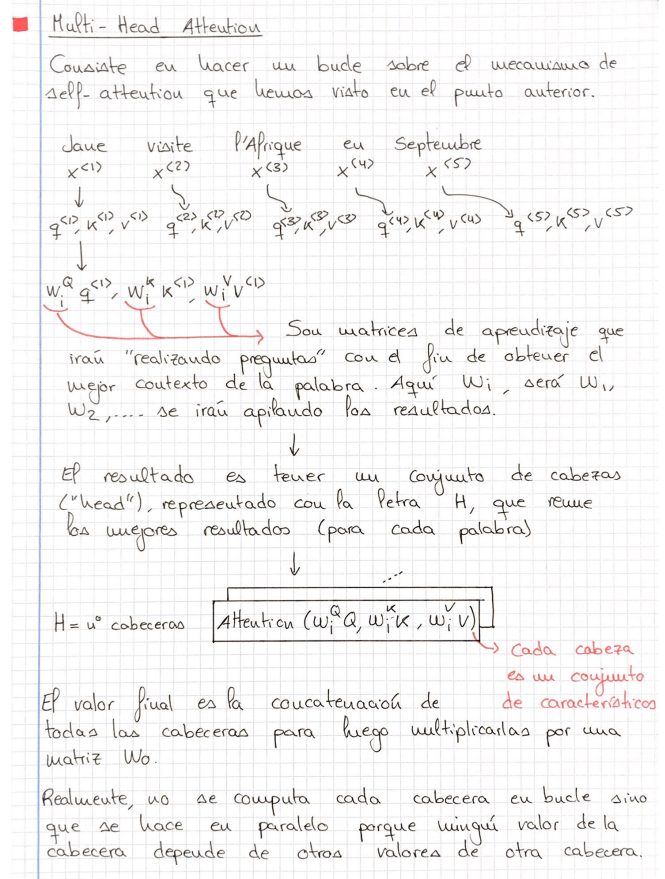 Multi-Head Attention
Consiste en hacer un bucle sobre el mecanismo de
self-attention que hemos visto en el punto anterior.
Jane visite l'Afrique en Septembre
x<1> x<2> x<3> x<4> x<5>
q<1>, K<1>, V<1> q<2>, K<2>, V<2> q<3>, K<3>, V<3> q<4>, K<4>, V<4> q<5>, K<5>, V<5>
W_i^Q q<1>, W_i^K K<1>, W_i^V V<1>
Son matrices de aprendizaje que
irán "realizando preguntas" con el fin de obtener el
mejor contexto de la palabra. Aquí Wi, será W1,
W2,.... se irán apilando los resultados.
El resultado es tener un conjunto de cabezas
("head"), representado con la letra H, que reune
los mejores resultados (para cada palabra)
H = nº cabeceras
Attention (W_i^Q Q, W_i^K K, W_i^V V)
Cada cabeza
es un conjunto
de característicos
El valor final es la concatenación de
todas las cabeceras para luego multiplicarlas por una
matriz Wo.
Realmente, no se computa cada cabecera en bucle sino
que se hace en paralelo porque ningún valor de la
cabecera depende de otros valores de otra cabecera.